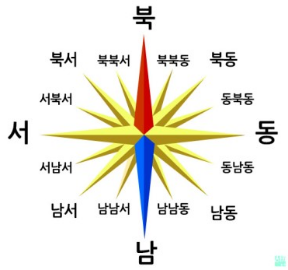 북
북서 북북서 북북동 북동
서북서 동북동
서 동
서남서 동남동
남서 남남서 남남동 남동
남